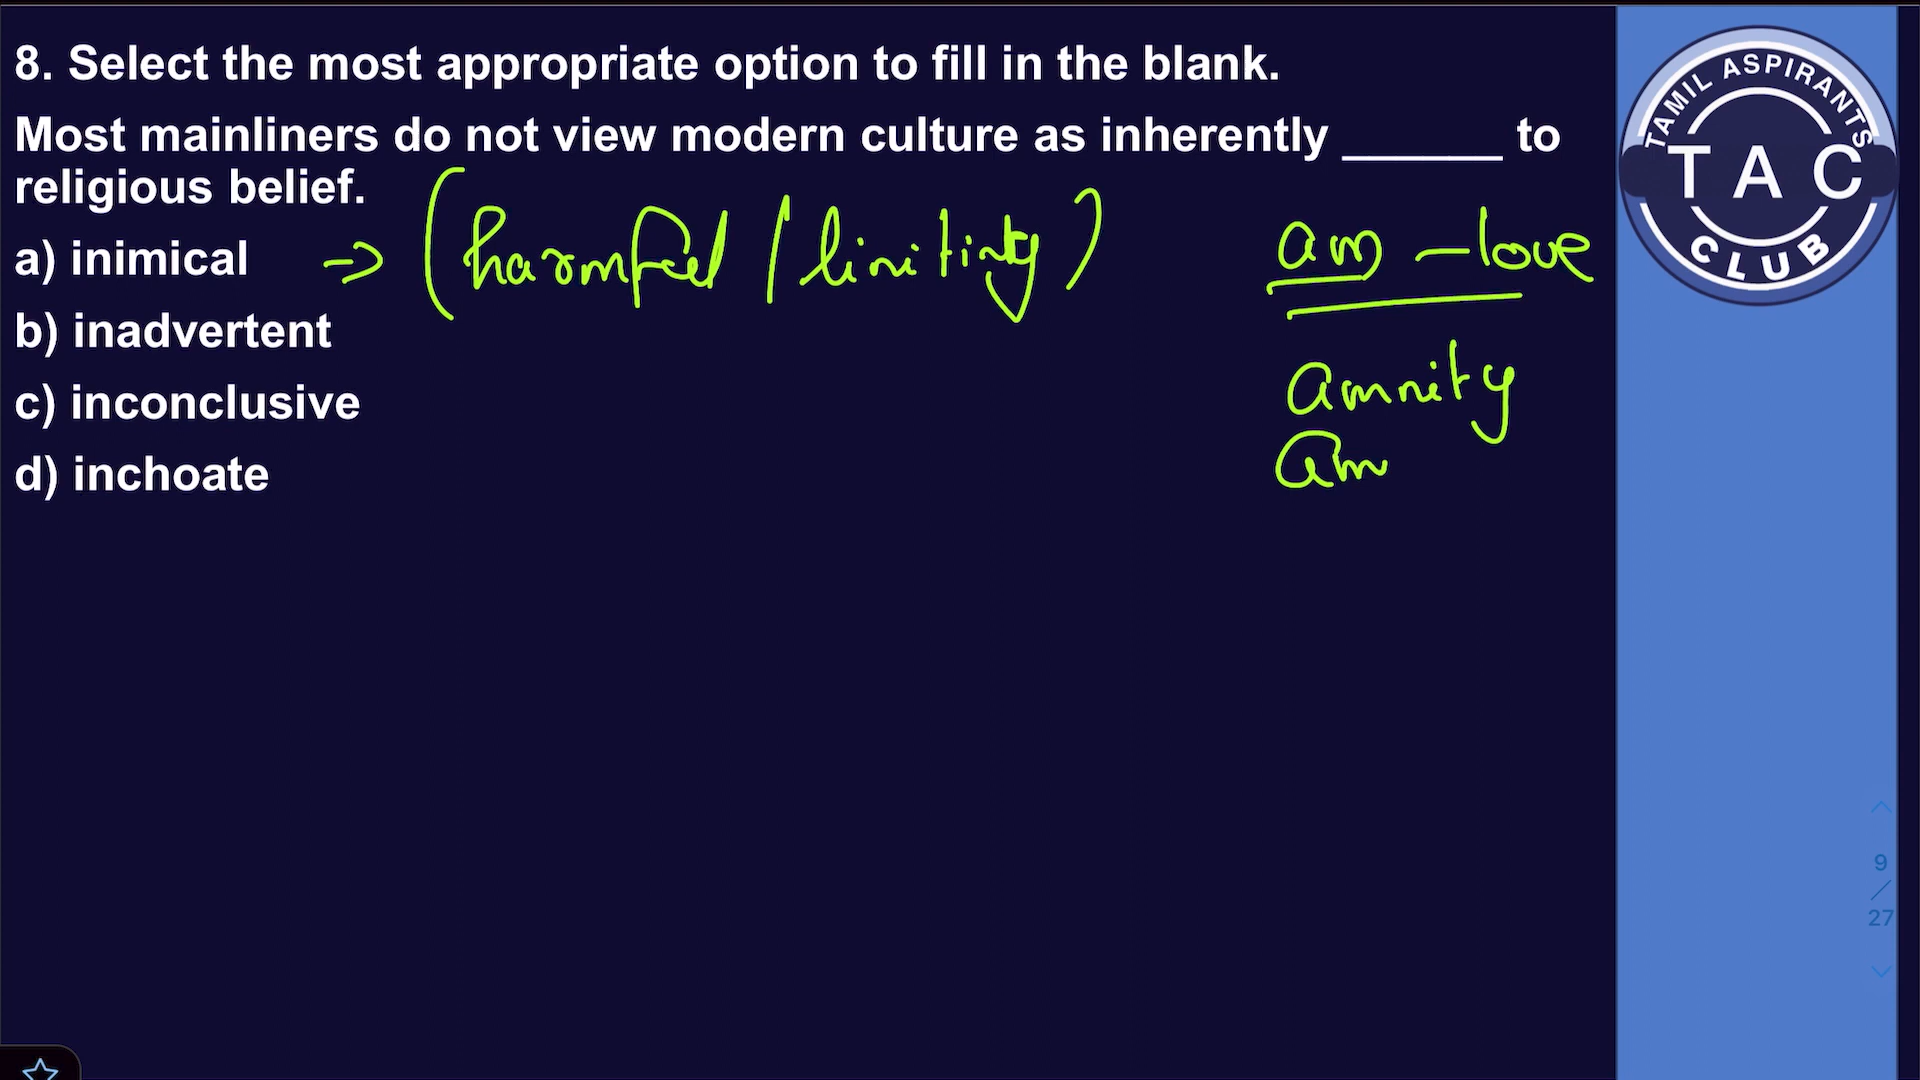 8. Select the most appropriate option to fill in the blank.
Most mainliners do not view modern culture as inherently ______ to
religious belief.
a) inimical → (harmful / limiting)
b) inadvertent
c) inconclusive
d) inchoate
am – love
amnity
am
TAMIL ASPIRANTS
TAC
CLUB
9
/
27